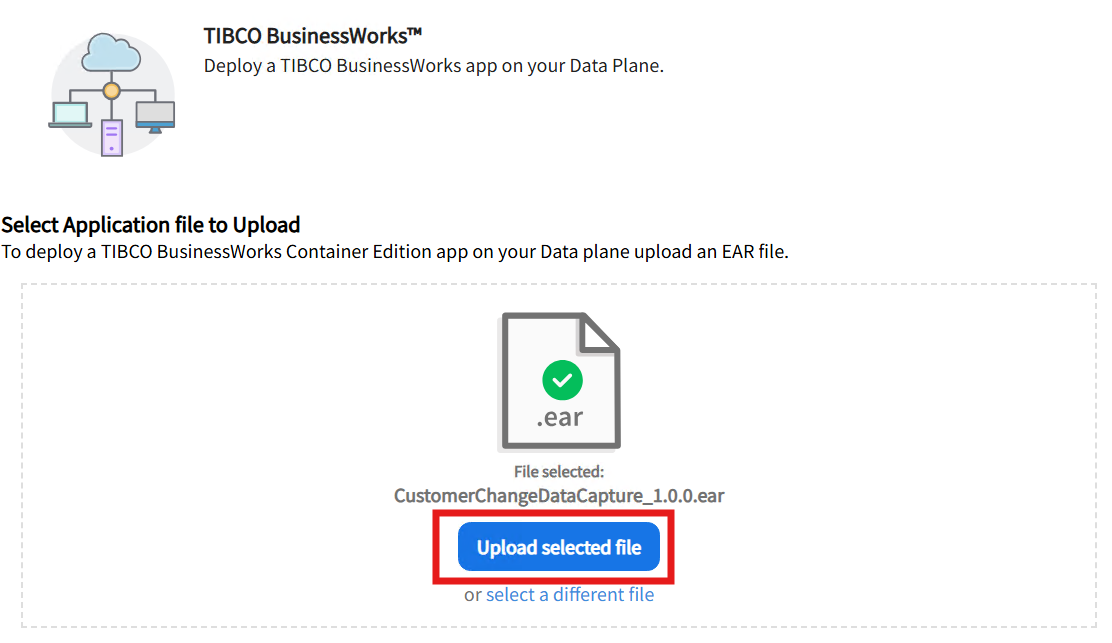 TIBCO BusinessWorks™
Deploy a TIBCO BusinessWorks app on your Data Plane.
Select Application file to Upload
To deploy a TIBCO BusinessWorks Container Edition app on your Data plane upload an EAR file.
.ear
File selected:
CustomerChangeDataCapture_1.0.0.ear
Upload selected file
or select a different file